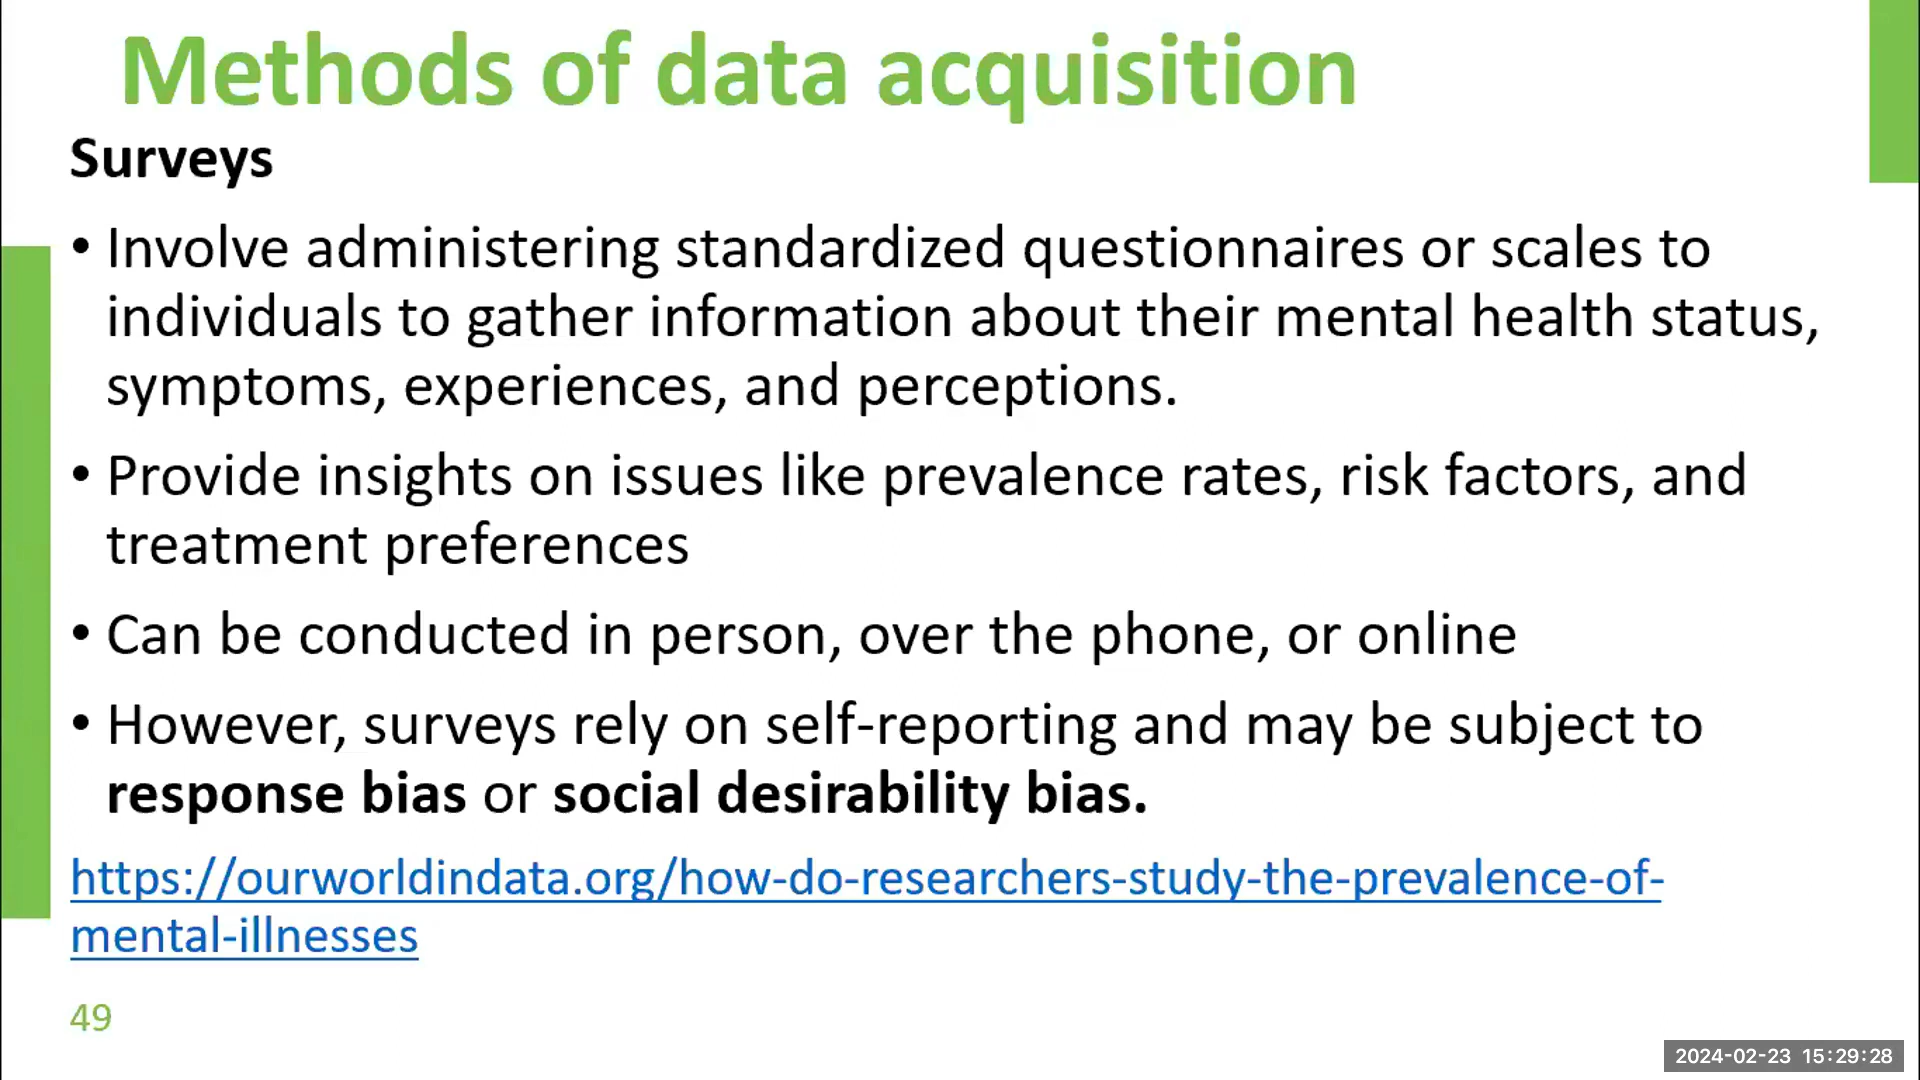 Methods of data acquisition
Surveys
• Involve administering standardized questionnaires or scales to
individuals to gather information about their mental health status,
symptoms, experiences, and perceptions.
• Provide insights on issues like prevalence rates, risk factors, and
treatment preferences
• Can be conducted in person, over the phone, or online
• However, surveys rely on self-reporting and may be subject to
response bias or social desirability bias.
https://ourworldindata.org/how-do-researchers-study-the-prevalence-of-
mental-illnesses
49
2024-02-23 15:29:28